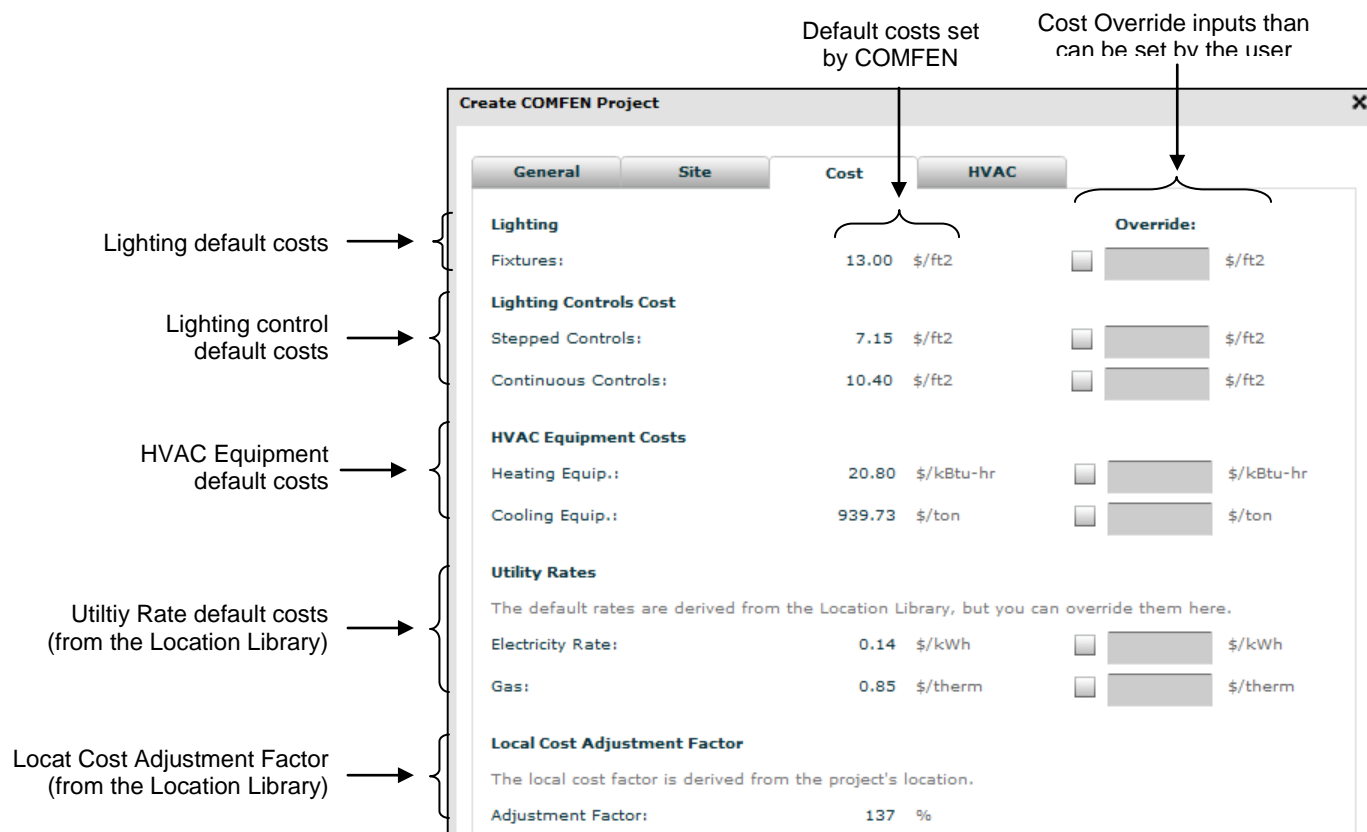 Default costs set
by COMFEN
Cost Override inputs than
can be set by the user
Create COMFEN Project
General Site Cost HVAC
Lighting default costs
Lighting Override:
Fixtures: 13.00 $/ft2 $/ft2
Lighting control
default costs
Lighting Controls Cost
Stepped Controls: 7.15 $/ft2 $/ft2
Continuous Controls: 10.40 $/ft2 $/ft2
HVAC Equipment
default costs
HVAC Equipment Costs
Heating Equip.: 20.80 $/kBtu-hr $/kBtu-hr
Cooling Equip.: 939.73 $/ton $/ton
Utiltiy Rate default costs
(from the Location Library)
Utility Rates
The default rates are derived from the Location Library, but you can override them here.
Electricity Rate: 0.14 $/kWh $/kWh
Gas: 0.85 $/therm $/therm
Locat Cost Adjustment Factor
(from the Location Library)
Local Cost Adjustment Factor
The local cost factor is derived from the project's location.
Adjustment Factor: 137 %